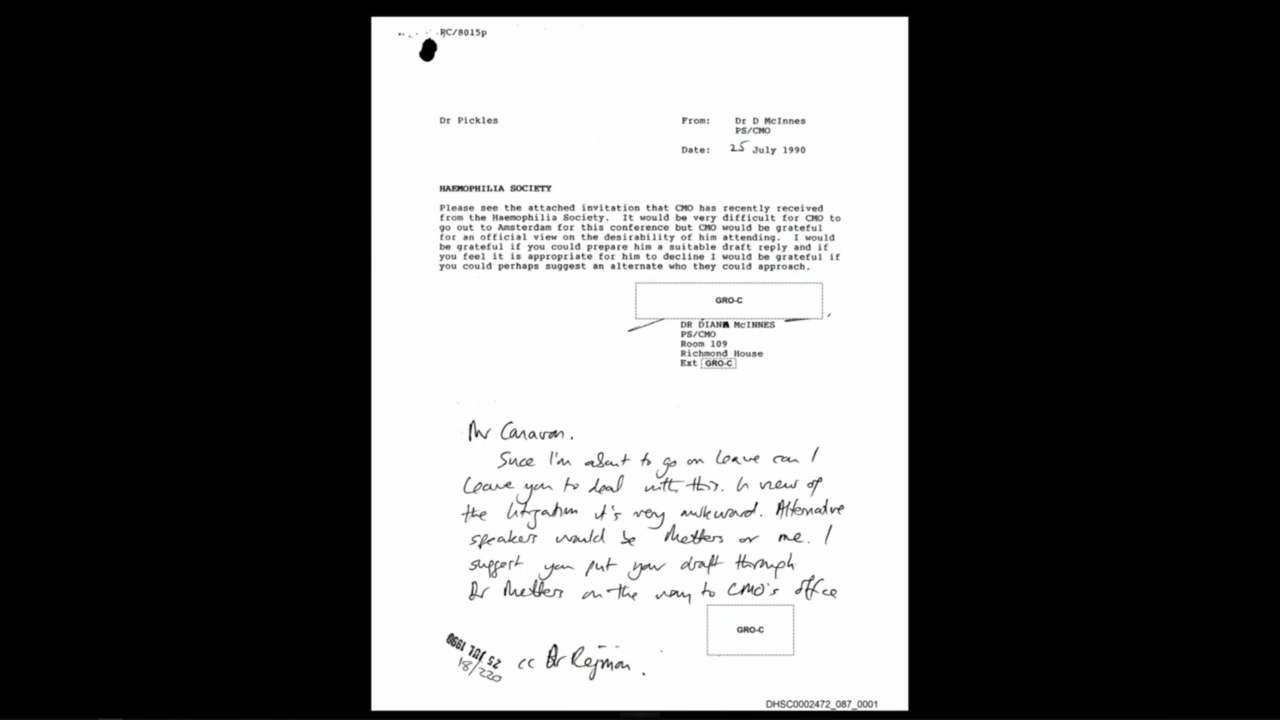 RC/8015p
Dr Pickles
From: Dr D McInnes
PS/CMO
Date: 25 July 1990
HAEMOPHILIA SOCIETY
Please see the attached invitation that CMO has recently received
from the Haemophilia Society. It would be very difficult for CMO to
go out to Amsterdam for this conference but CMO would be grateful
for an official view on the desirability of him attending. I would
be grateful if you could prepare him a suitable draft reply and if
you feel it is appropriate for him to decline I would be grateful if
you could perhaps suggest an alternate who they could approach.
GRO-C
DR DIANA McINNES
PS/CMO
Room 109
Richmond House
Ext GRO-C
Mr Canavan.
Since I'm about to go on leave can I
leave you to deal with this. In view of
the litigation it's very awkward. Alternative
speakers would be Metters or me. I
suggest you put your draft through
Dr Metters on the way to CMO's office
GRO-C
25 JUL 1990
18/220
cc Dr Rejman.
DHSC0002472_087_0001